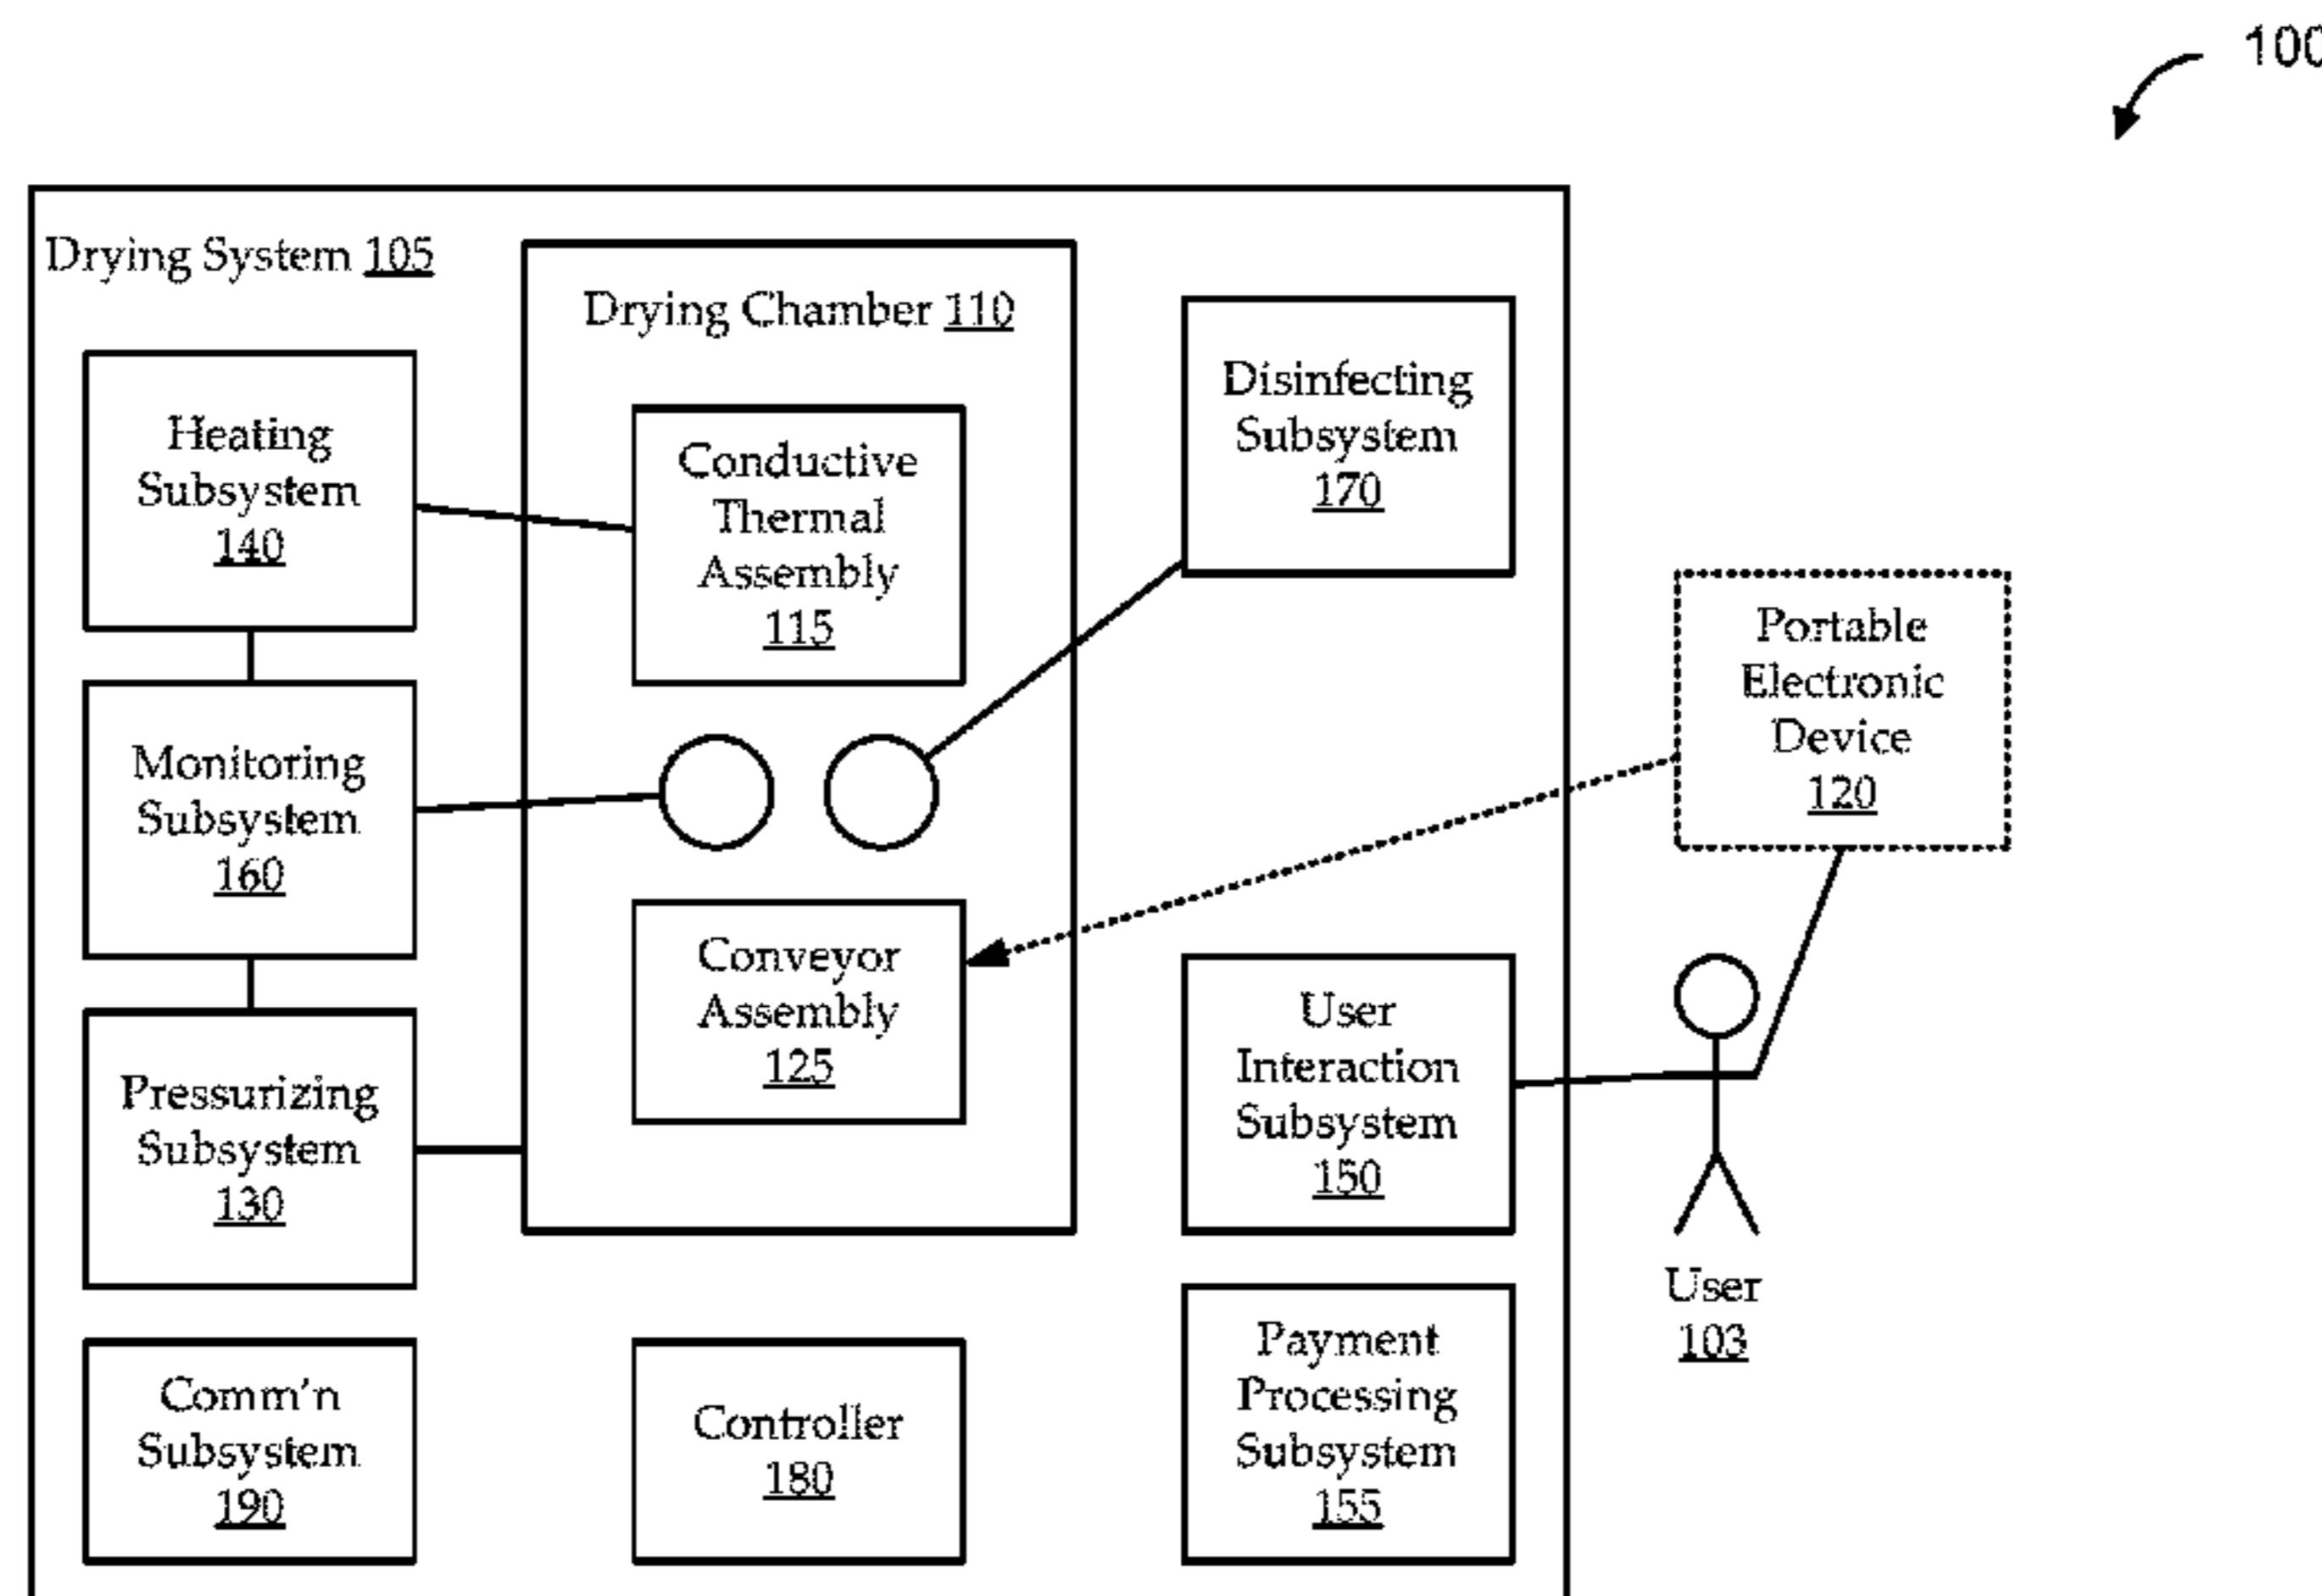 100
Drying System 105
Drying Chamber 110
Heating
Subsystem
140
Conductive
Thermal
Assembly
115
Disinfecting
Subsystem
170
Portable
Electronic
Device
120
Monitoring
Subsystem
160
Conveyor
Assembly
125
User
Interaction
Subsystem
150
Pressurizing
Subsystem
130
User
103
Comm'n
Subsystem
190
Controller
180
Payment
Processing
Subsystem
155